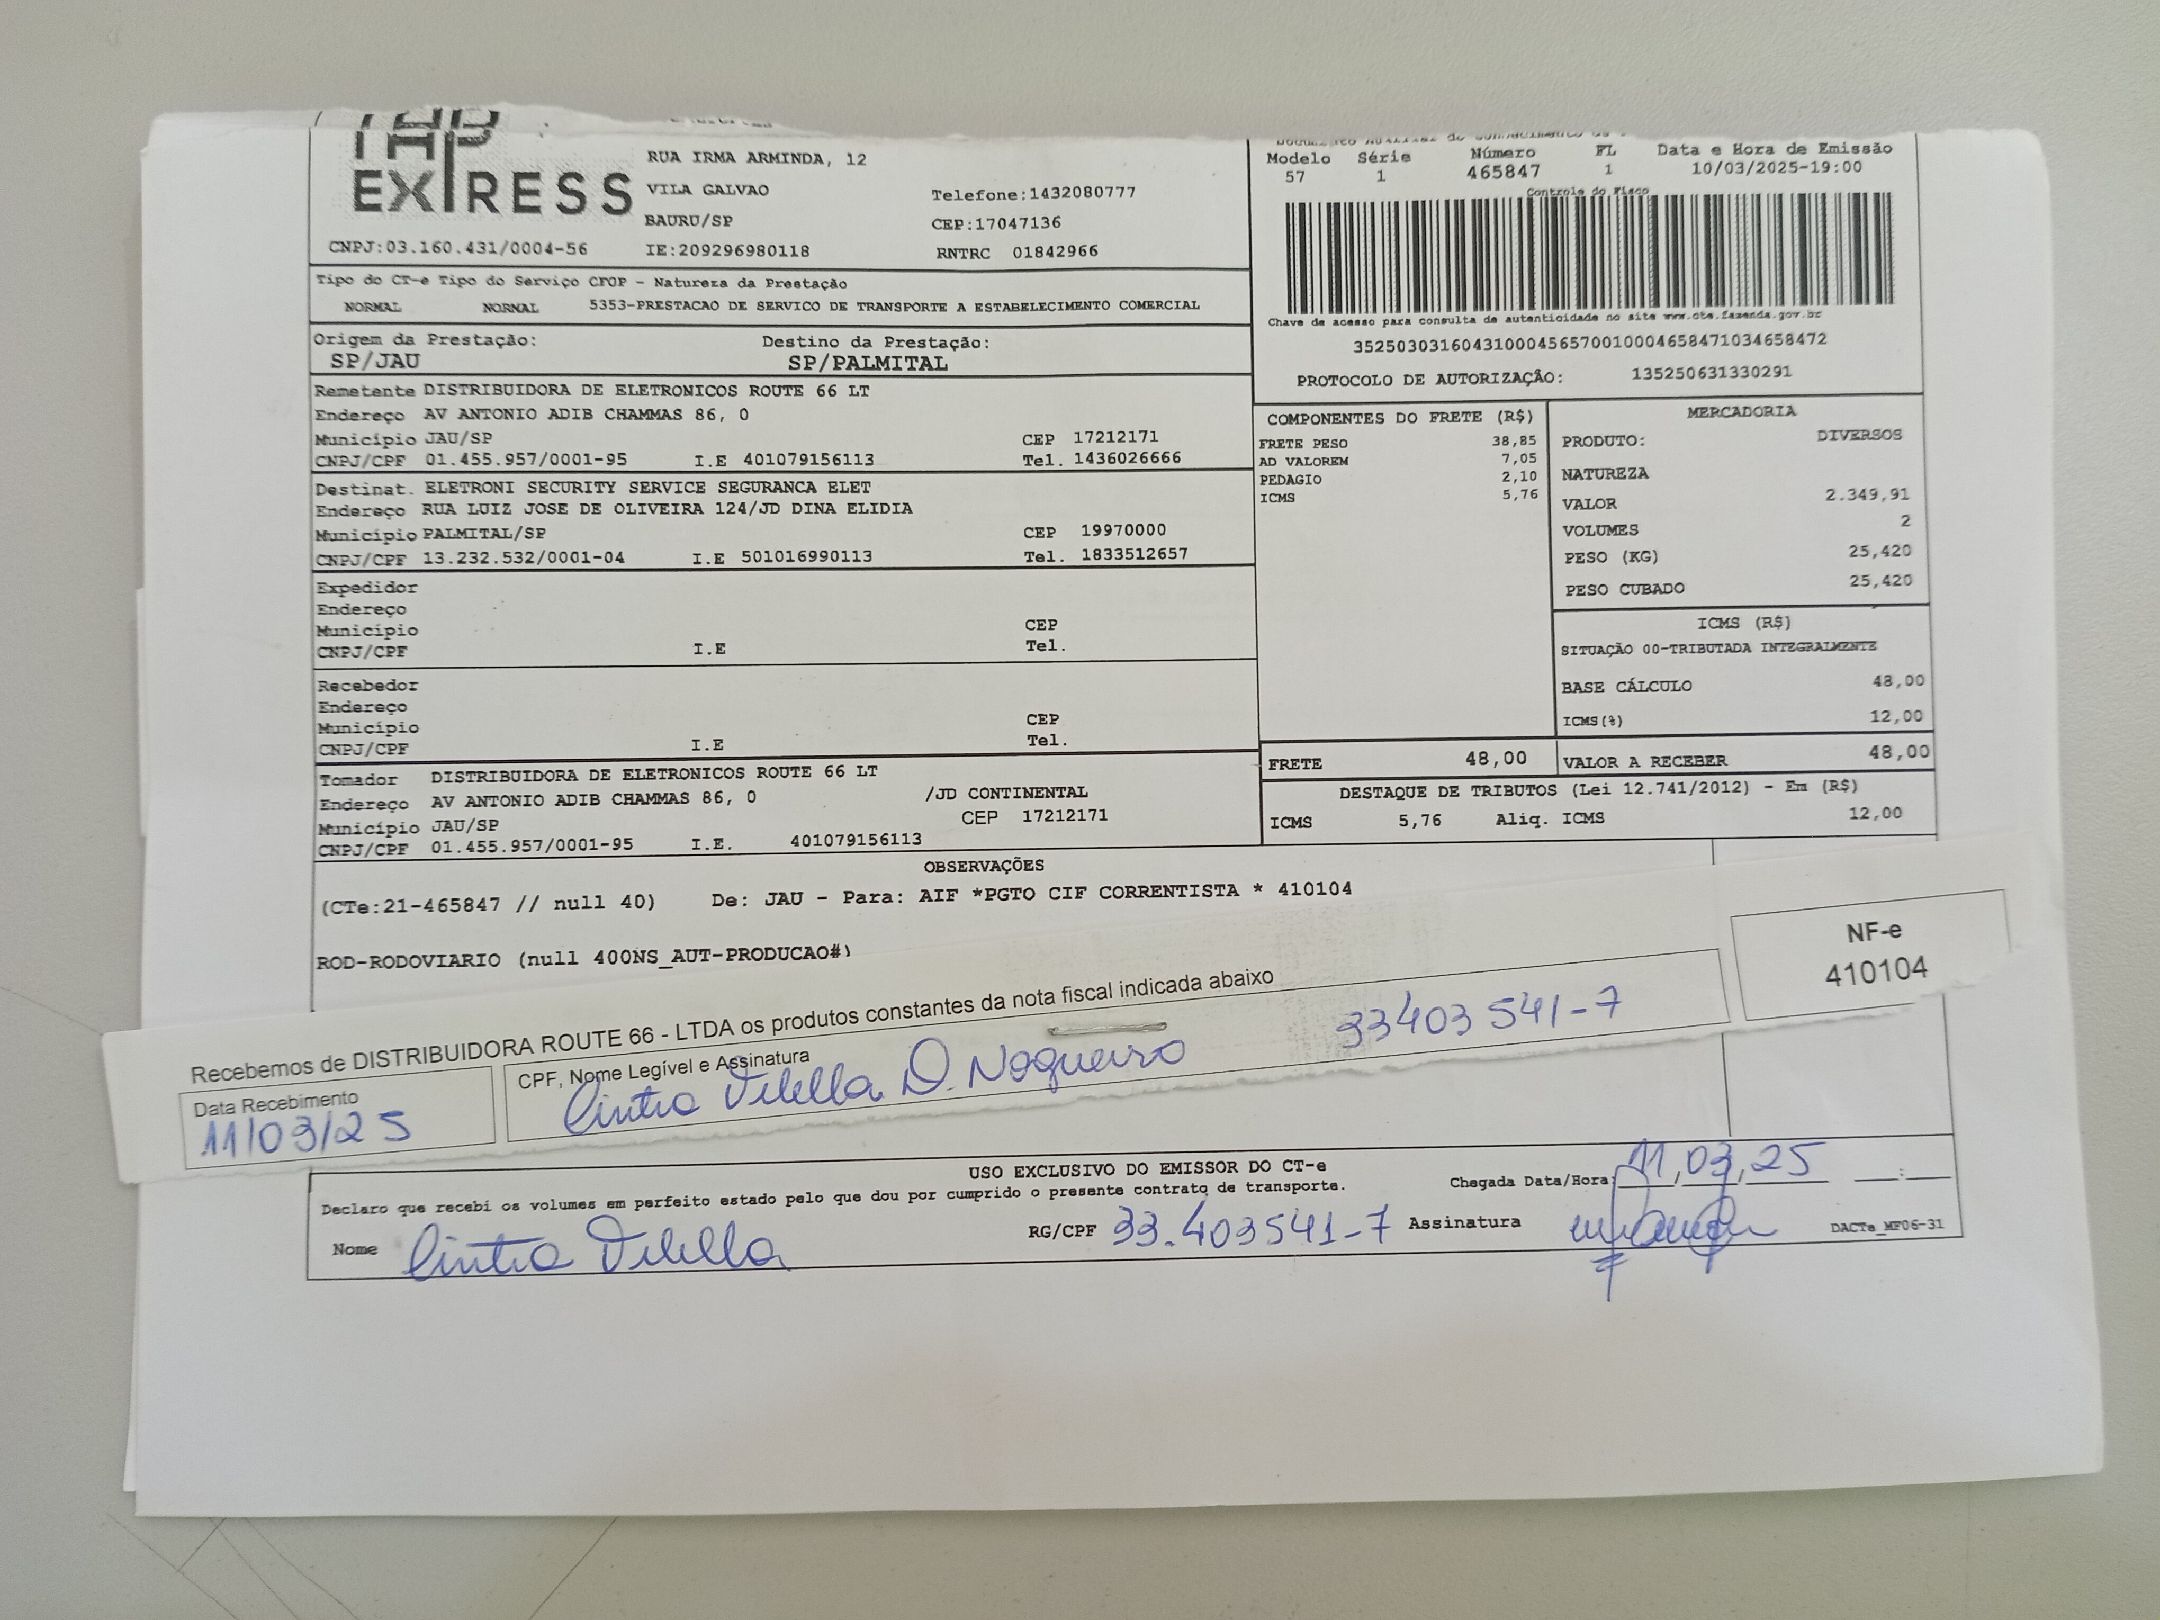 TAP
EXPRESS
RUA IRMA ARMINDA, 12
VILA GALVAO
Telefone:1432080777
BAURU/SP
CEP:17047136
CNPJ:03.160.431/0004-56
IE:209296980118
RNTRC 01842966
Modelo Série Número FL Data e Hora de Emissão
57 1 465847 1 10/03/2025-19:00
Controle do Fisco
Chave de acesso para consulta de autenticidade no site www.cte.fazenda.gov.br
35250303160431000456570010004658471034658472
PROTOCOLO DE AUTORIZAÇÃO: 135250631330291
Tipo do CT-e Tipo do Serviço CFOP - Natureza da Prestação
NORMAL NORMAL 5353-PRESTACAO DE SERVICO DE TRANSPORTE A ESTABELECIMENTO COMERCIAL
Origem da Prestação: Destino da Prestação:
SP/JAU SP/PALMITAL
Remetente DISTRIBUIDORA DE ELETRONICOS ROUTE 66 LT
Endereço AV ANTONIO ADIB CHAMMAS 86, 0
Município JAU/SP CEP 17212171
CNPJ/CPF 01.455.957/0001-95 I.E 401079156113 Tel. 1436026666
Destinat. ELETRONI SECURITY SERVICE SEGURANCA ELET
Endereço RUA LUIZ JOSE DE OLIVEIRA 124/JD DINA ELIDIA
Município PALMITAL/SP CEP 19970000
CNPJ/CPF 13.232.532/0001-04 I.E 501016990113 Tel. 1833512657
Expedidor
Endereço
Município CEP
CNPJ/CPF I.E Tel.
Recebedor
Endereço
Município CEP
CNPJ/CPF I.E Tel.
Tomador DISTRIBUIDORA DE ELETRONICOS ROUTE 66 LT
Endereço AV ANTONIO ADIB CHAMMAS 86, 0 /JD CONTINENTAL
Município JAU/SP CEP 17212171
CNPJ/CPF 01.455.957/0001-95 I.E. 401079156113
COMPONENTES DO FRETE (R$)
FRETE PESO 38,85
AD VALOREM 7,05
PEDAGIO 2,10
ICMS 5,76
MERCADORIA
PRODUTO: DIVERSOS
NATUREZA
VALOR 2.349,91
VOLUMES 2
PESO (KG) 25,420
PESO CUBADO 25,420
ICMS (R$)
SITUAÇÃO 00-TRIBUTADA INTEGRALMENTE
BASE CÁLCULO 48,00
ICMS(%) 12,00
FRETE 48,00 VALOR A RECEBER 48,00
DESTAQUE DE TRIBUTOS (Lei 12.741/2012) - Em (R$)
ICMS 5,76 Aliq. ICMS 12,00
OBSERVAÇÕES
(CTe:21-465847 // null 40) De: JAU - Para: AIF *PGTO CIF CORRENTISTA * 410104
ROD-RODOVIARIO (null 400NS_AUT-PRODUCAO#)
Recebemos de DISTRIBUIDORA ROUTE 66 - LTDA os produtos constantes da nota fiscal indicada abaixo
NF-e
410104
Data Recebimento
11/03/25
CPF, Nome Legível e Assinatura
Cintia Vilella D. Nogueira 33403541-7
USO EXCLUSIVO DO EMISSOR DO CT-e
Declaro que recebi os volumes em perfeito estado pelo que dou por cumprido o presente contrato de transporte.
Chegada Data/Hora: 11,03,25
Nome Cintia Vilella RG/CPF 33.403541-7 Assinatura
DACTe_MF06-31